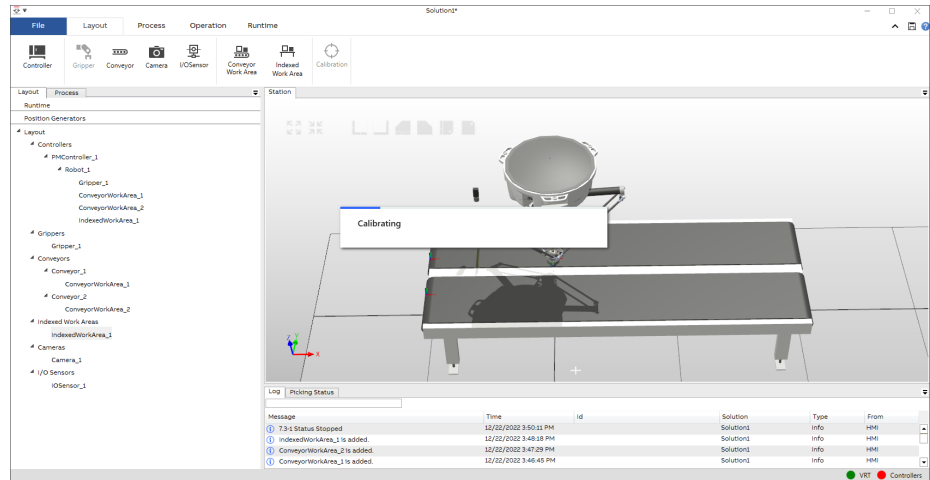 Solution1*
File Layout Process Operation Runtime
Controller Gripper Conveyor Camera I/OSensor Conveyor Work Area Indexed Work Area Calibration
Layout Process
Station
Runtime
Position Generators
Layout
Controllers
PMController_1
Robot_1
Gripper_1
ConveyorWorkArea_1
ConveyorWorkArea_2
IndexedWorkArea_1
Grippers
Gripper_1
Conveyors
Conveyor_1
ConveyorWorkArea_1
Conveyor_2
ConveyorWorkArea_2
Indexed Work Areas
IndexedWorkArea_1
Cameras
Camera_1
I/O Sensors
IOSensor_1
Calibrating
Z Y
X
Log Picking Status
Message Time Id Solution Type From
7.3-1 Status Stopped 12/22/2022 3:50:11 PM Solution1 Info HMI
IndexedWorkArea_1 is added. 12/22/2022 3:48:18 PM Solution1 Info HMI
ConveyorWorkArea_2 is added. 12/22/2022 3:47:29 PM Solution1 Info HMI
ConveyorWorkArea_1 is added. 12/22/2022 3:46:45 PM Solution1 Info HMI
VRT Controllers